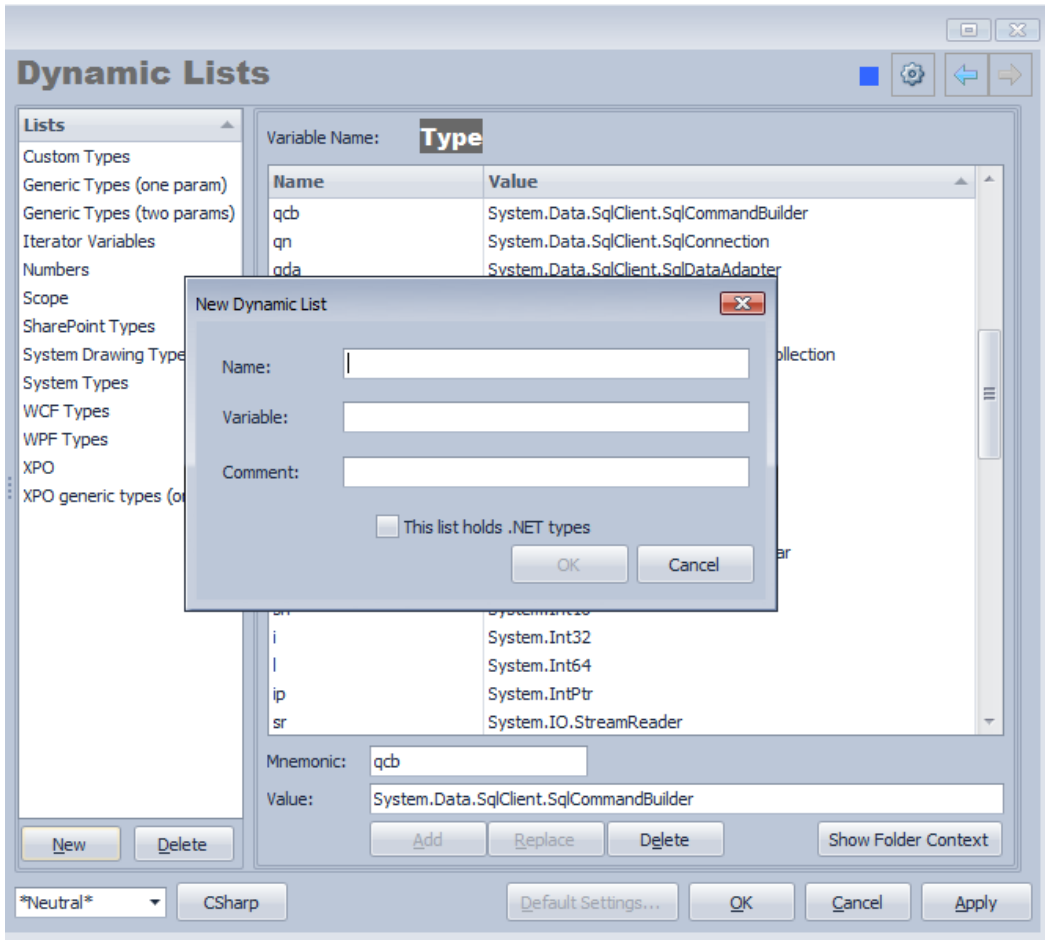 Dynamic Lists
Lists
Custom Types
Generic Types (one param)
Generic Types (two params)
Iterator Variables
Numbers
Scope
SharePoint Types
System Drawing Type
System Types
WCF Types
WPF Types
XPO
XPO generic types (o
New
Delete
Variable Name: Type
Name Value
qcb System.Data.SqlClient.SqlCommandBuilder
qn System.Data.SqlClient.SqlConnection
qda System.Data.SqlClient.SqlDataAdapter
ollection
ar
New Dynamic List
Name:
Variable:
Comment:
This list holds .NET types
OK Cancel
i System.Int32
l System.Int64
ip System.IntPtr
sr System.IO.StreamReader
Mnemonic: qcb
Value: System.Data.SqlClient.SqlCommandBuilder
Add Replace Delete Show Folder Context
*Neutral* CSharp Default Settings... OK Cancel Apply